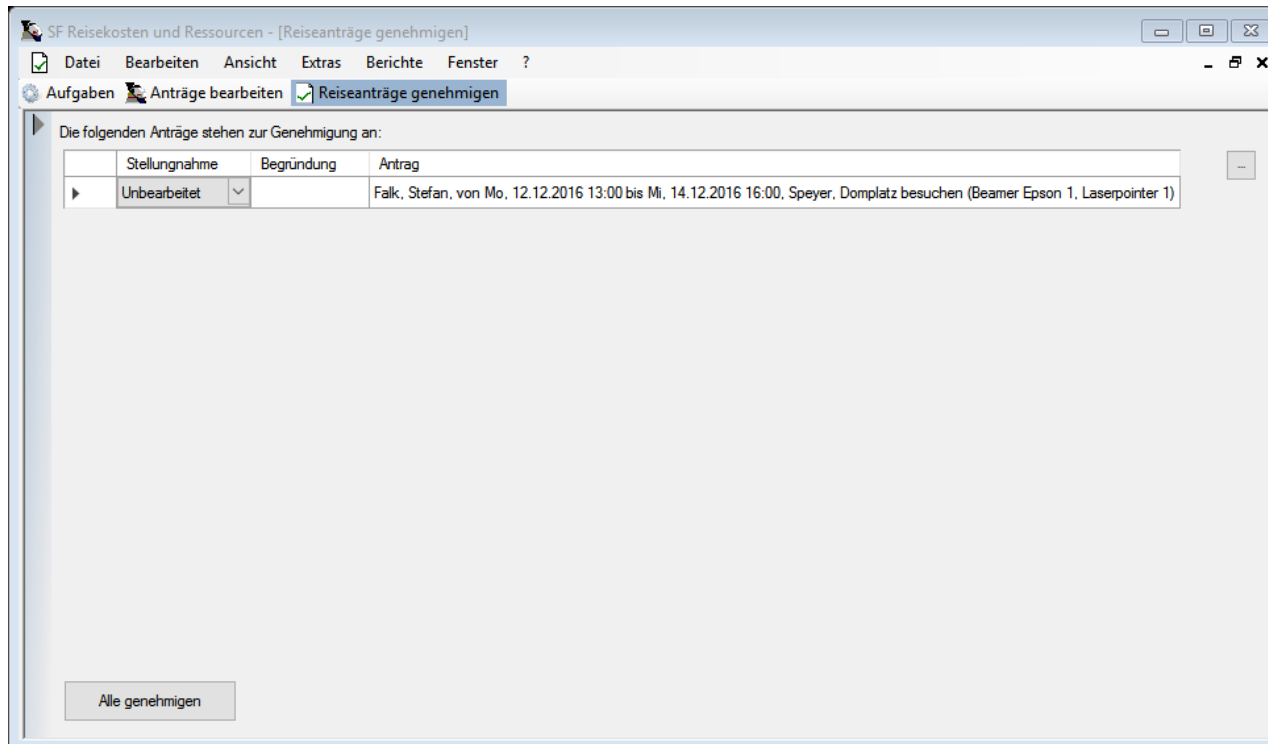 SF Reisekosten und Ressourcen - [Reiseanträge genehmigen]
Datei Bearbeiten Ansicht Extras Berichte Fenster ?
Aufgaben Anträge bearbeiten Reiseanträge genehmigen
Die folgenden Anträge stehen zur Genehmigung an:
Stellungnahme Begründung Antrag
...
Unbearbeitet Falk, Stefan, von Mo, 12.12.2016 13:00 bis Mi, 14.12.2016 16:00, Speyer, Domplatz besuchen (Beamer Epson 1, Laserpointer 1)
Alle genehmigen